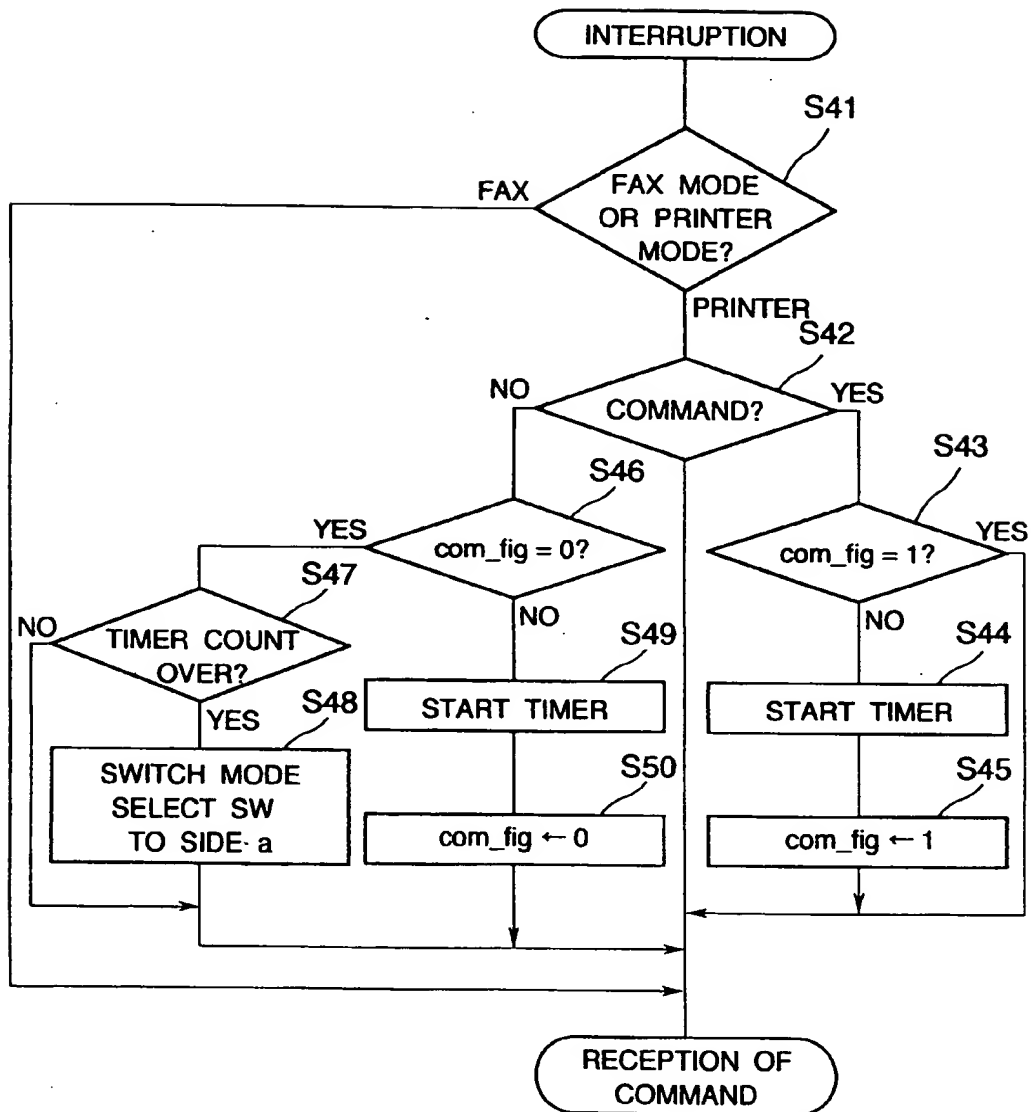 INTERRUPTION
S41
FAX
FAX MODE
OR PRINTER
MODE?
PRINTER
S42
NO
COMMAND?
YES
S46
S43
YES
com_fig = 0?
com_fig = 1?
YES
S47
NO
TIMER COUNT
OVER?
NO
S49
NO
S44
YES
S48
START TIMER
START TIMER
SWITCH MODE
SELECT SW
TO SIDE a
S50
com_fig ← 0
S45
com_fig ← 1
RECEPTION OF
COMMAND